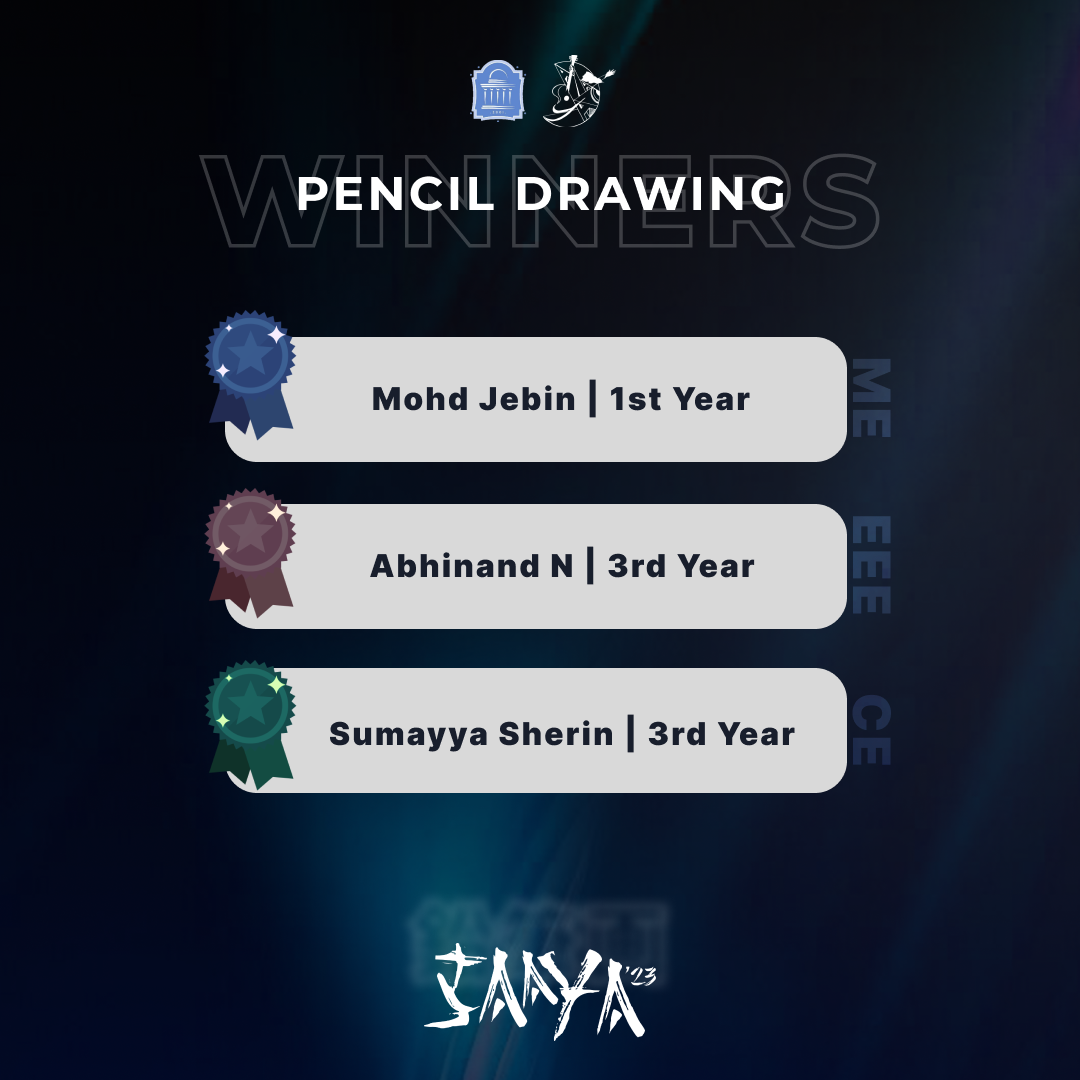 WINNERS
PENCIL DRAWING
Mohd Jebin | 1st Year
ME
Abhinand N | 3rd Year
EEE
Sumayya Sherin | 3rd Year
CE
SAAYA '23